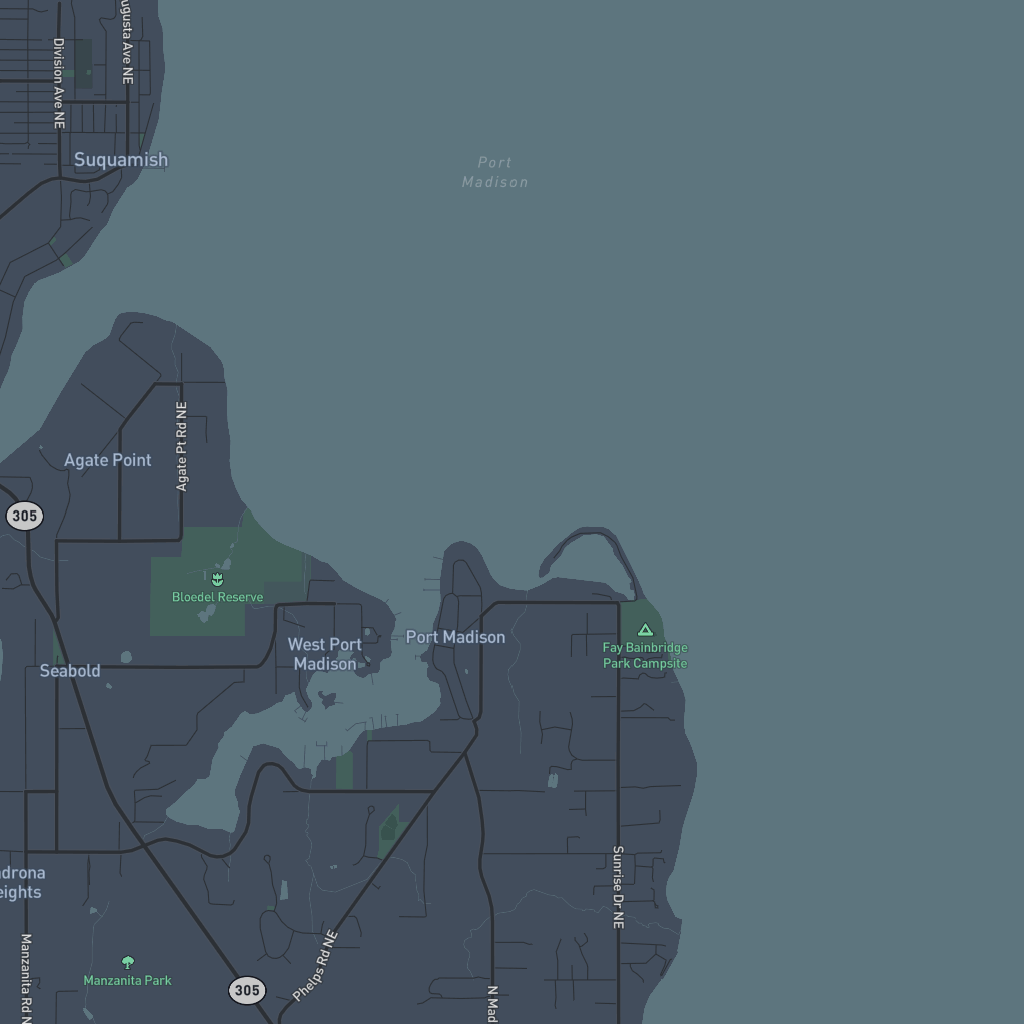 Augusta Ave NE
Division Ave NE
Suquamish
Port
Madison
Agate Pt Rd NE
Agate Point
305
Bloedel Reserve
West Port
Madison
Port Madison
Fay Bainbridge
Park Campsite
Seabold
Sunrise Dr NE
adrona
eights
Manzanita Rd N
Manzanita Park
Phelps Rd NE
305
N Mad